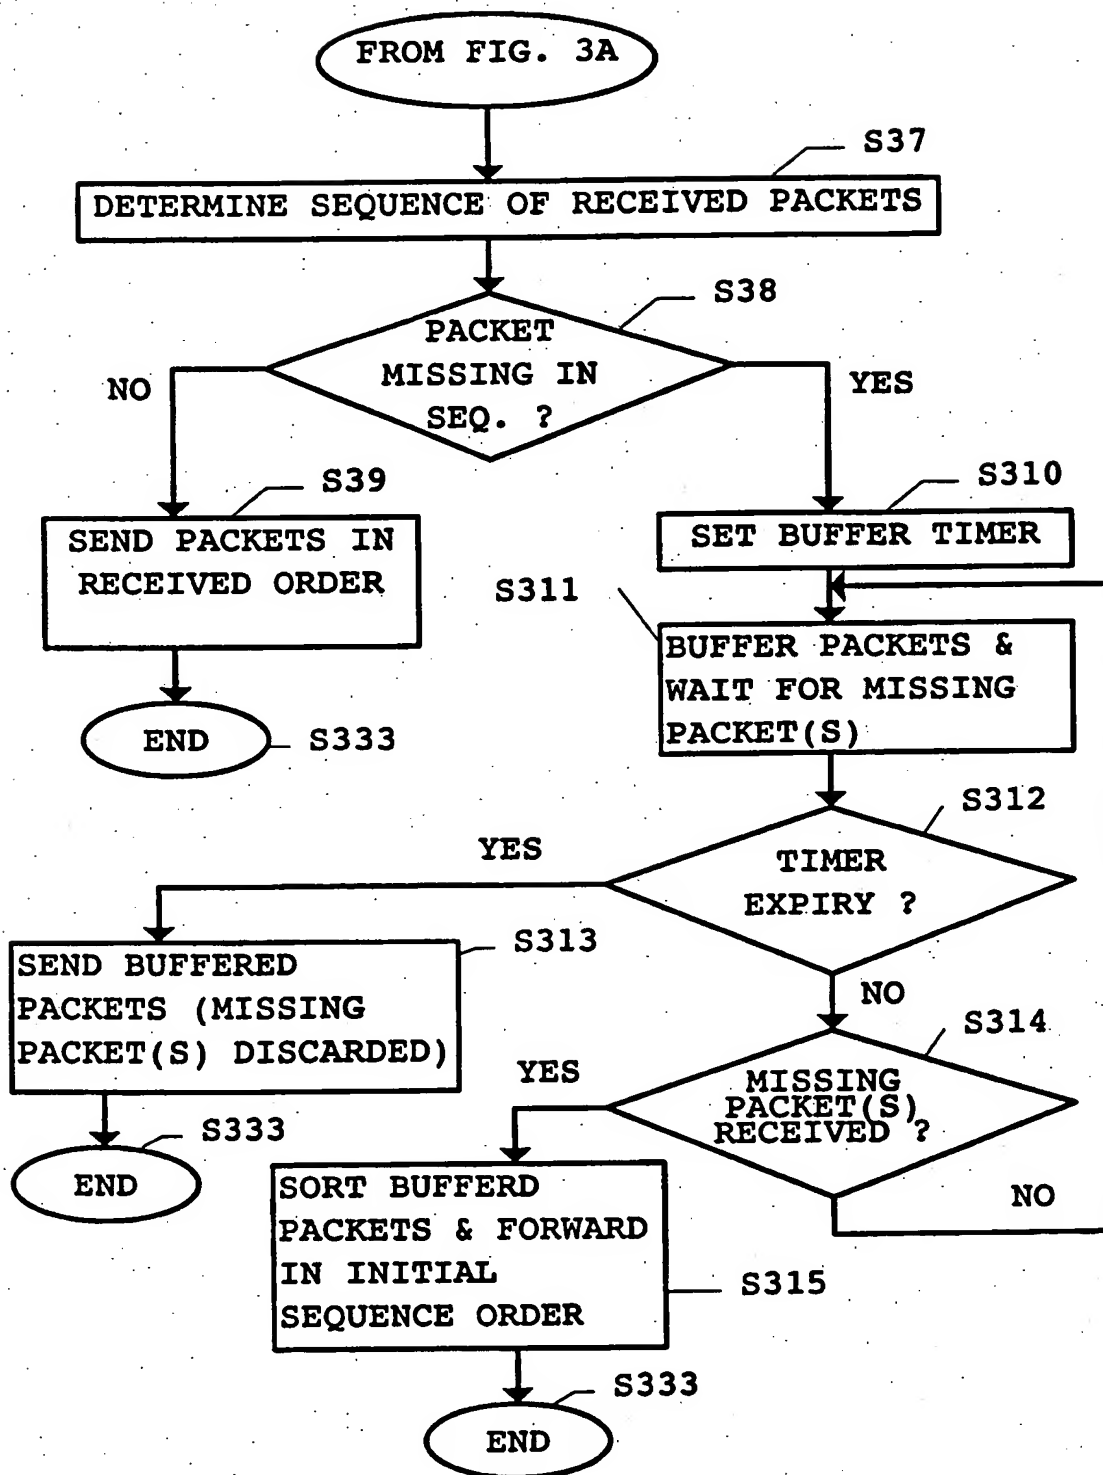 FROM FIG. 3A
S37
DETERMINE SEQUENCE OF RECEIVED PACKETS
S38
PACKET
MISSING IN
SEQ. ?
NO
YES
S39
SEND PACKETS IN
RECEIVED ORDER
S310
SET BUFFER TIMER
S311
BUFFER PACKETS &
WAIT FOR MISSING
PACKET(S)
END
S333
S312
TIMER
EXPIRY ?
YES
NO
S313
SEND BUFFERED
PACKETS (MISSING
PACKET(S) DISCARDED)
S314
MISSING
PACKET(S)
RECEIVED ?
YES
NO
END
S333
SORT BUFFERD
PACKETS & FORWARD
IN INITIAL
SEQUENCE ORDER
S315
END
S333